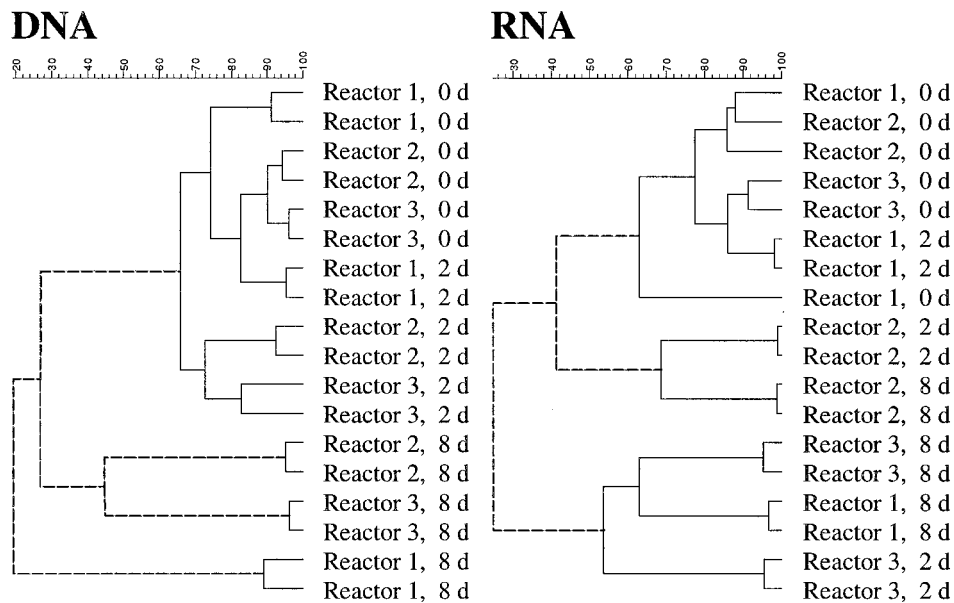 DNA
20 30 40 50 60 70 80 90 100
Reactor 1, 0 d
Reactor 1, 0 d
Reactor 2, 0 d
Reactor 2, 0 d
Reactor 3, 0 d
Reactor 3, 0 d
Reactor 1, 2 d
Reactor 1, 2 d
Reactor 2, 2 d
Reactor 2, 2 d
Reactor 3, 2 d
Reactor 3, 2 d
Reactor 2, 8 d
Reactor 2, 8 d
Reactor 3, 8 d
Reactor 3, 8 d
Reactor 1, 8 d
Reactor 1, 8 d
RNA
30 40 50 60 70 80 90 100
Reactor 1, 0 d
Reactor 2, 0 d
Reactor 2, 0 d
Reactor 3, 0 d
Reactor 3, 0 d
Reactor 1, 2 d
Reactor 1, 2 d
Reactor 1, 0 d
Reactor 2, 2 d
Reactor 2, 2 d
Reactor 2, 8 d
Reactor 2, 8 d
Reactor 3, 8 d
Reactor 3, 8 d
Reactor 1, 8 d
Reactor 1, 8 d
Reactor 3, 2 d
Reactor 3, 2 d